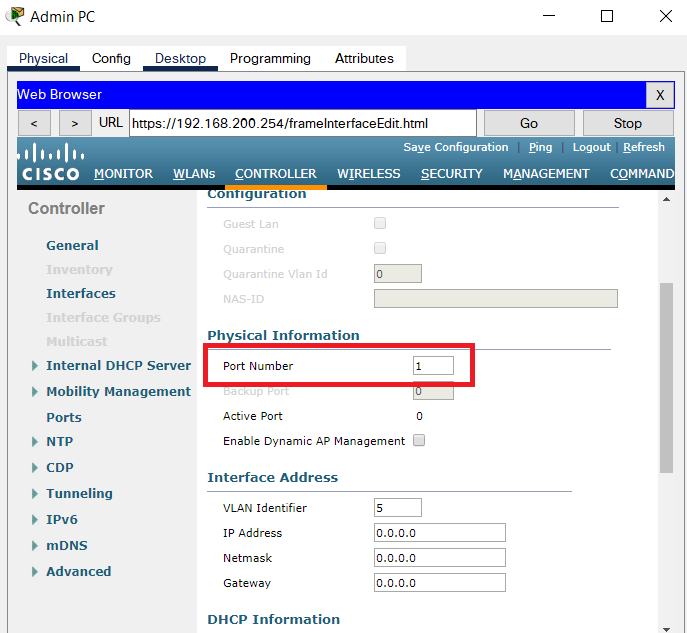 Admin PC
Physical Config Desktop Programming Attributes
Web Browser X
< > URL https://192.168.200.254/frameInterfaceEdit.html Go Stop
Save Configuration | Ping | Logout | Refresh
CISCO MONITOR WLANs CONTROLLER WIRELESS SECURITY MANAGEMENT COMMAND
Controller
General
Inventory
Interfaces
Interface Groups
Multicast
Internal DHCP Server
Mobility Management
Ports
NTP
CDP
Tunneling
IPv6
mDNS
Advanced
Configuration
Guest Lan
Quarantine
Quarantine Vlan Id 0
NAS-ID
Physical Information
Port Number 1
Backup Port 0
Active Port 0
Enable Dynamic AP Management
Interface Address
VLAN Identifier 5
IP Address 0.0.0.0
Netmask 0.0.0.0
Gateway 0.0.0.0
DHCP Information